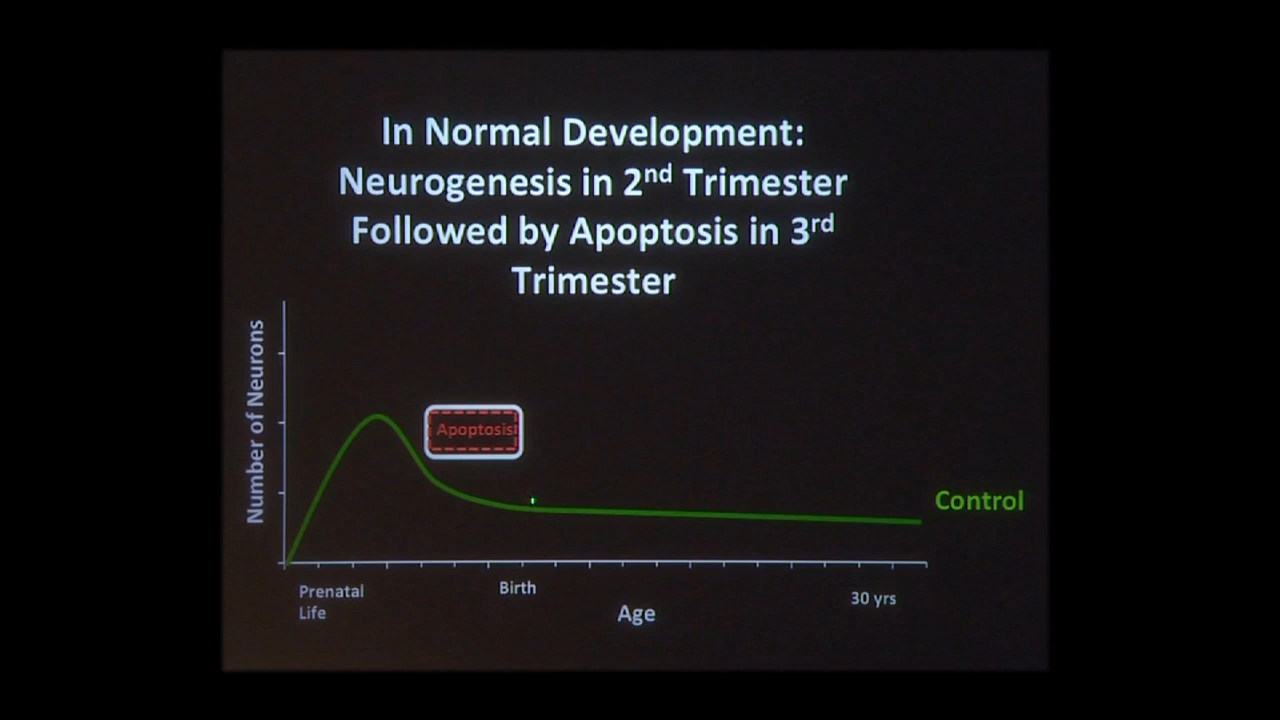 In Normal Development:
Neurogenesis in 2nd Trimester
Followed by Apoptosis in 3rd
Trimester
Number of Neurons
Apoptosis
Control
Prenatal
Life
Birth
30 yrs
Age